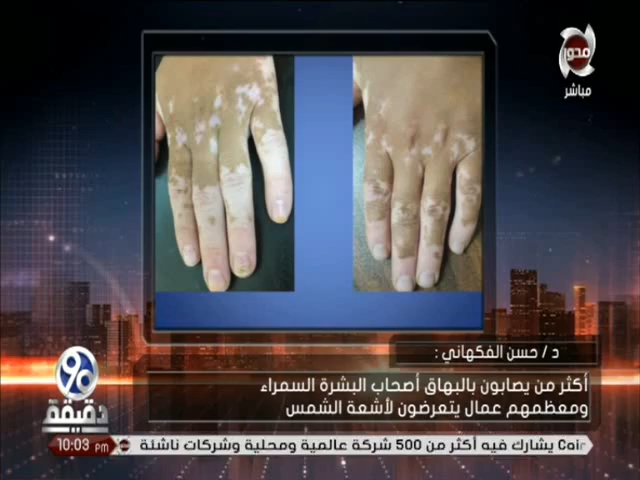 محور
مباشر
د/ حسن الفكهاني :
أكثر من يصابون بالبهاق أصحاب البشرة السمراء
ومعظمهم عمال يتعرضون لأشعة الشمس
90
دقيقة
10:03 PM
Cair يشارك فيه أكثر من 500 شركة عالمية ومحلية وشركات ناشئة